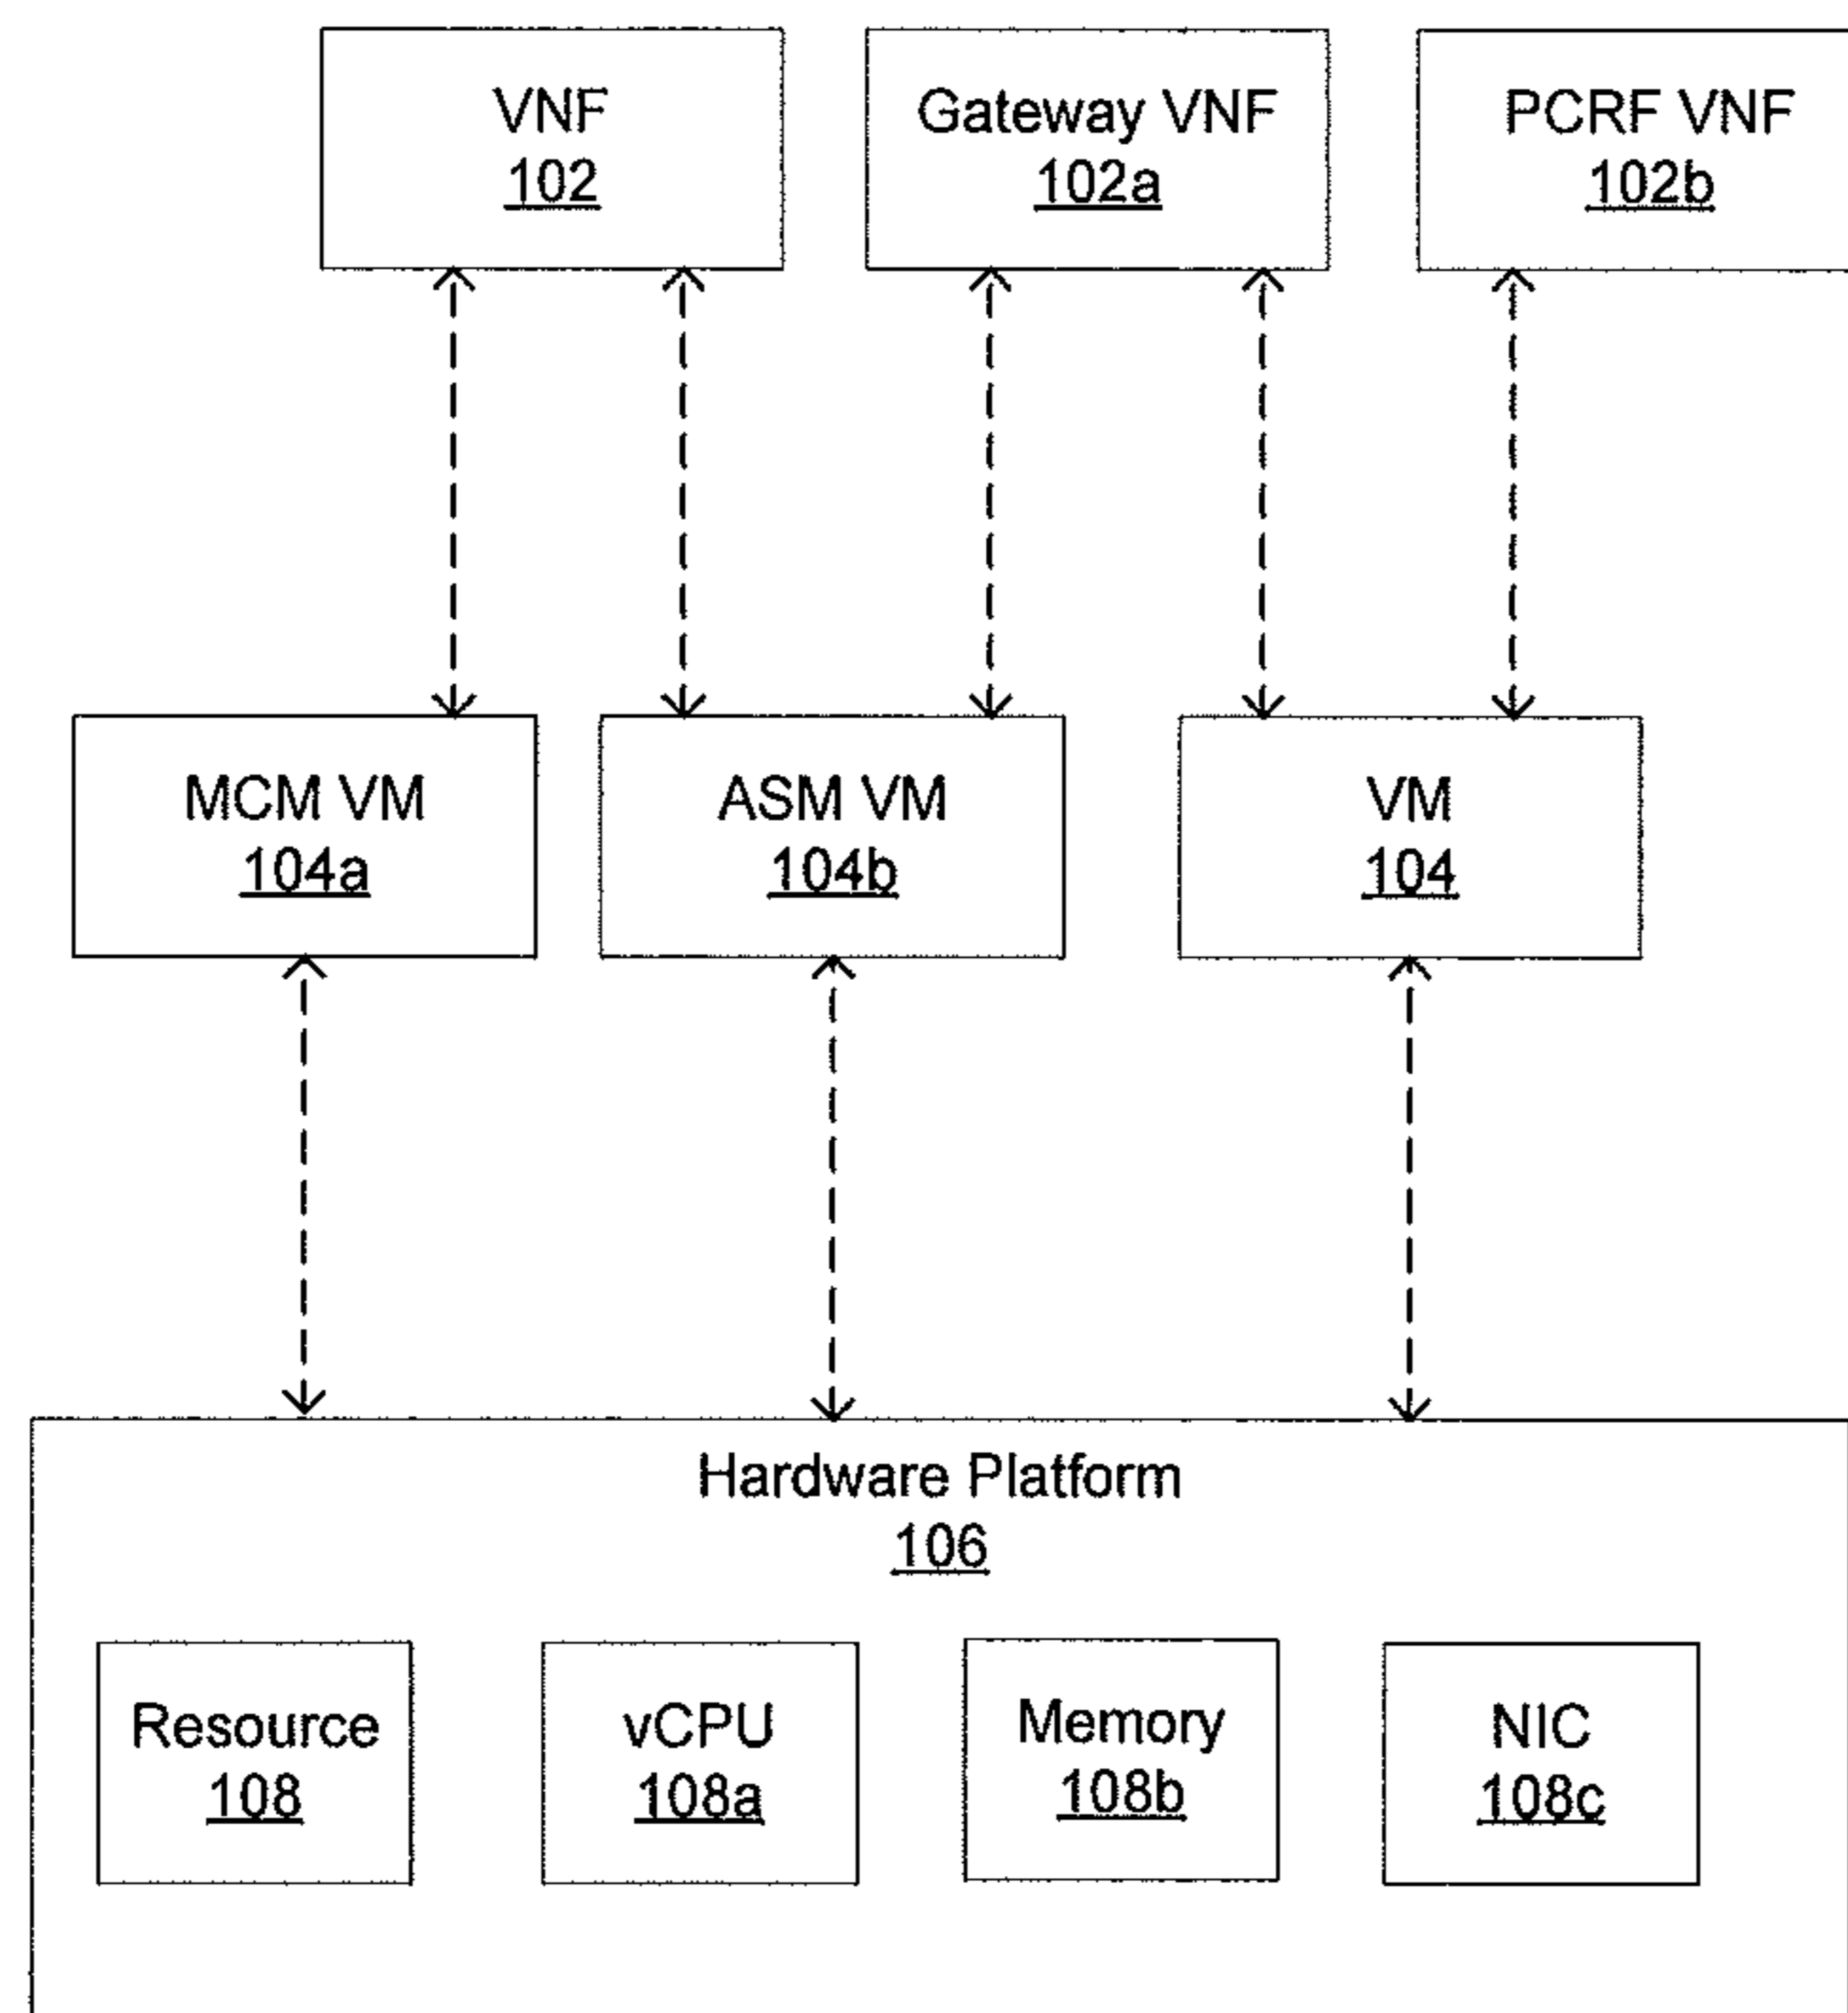 VNF
102
Gateway VNF
102a
PCRF VNF
102b
MCM VM
104a
ASM VM
104b
VM
104
Hardware Platform
106
Resource
108
vCPU
108a
Memory
108b
NIC
108c